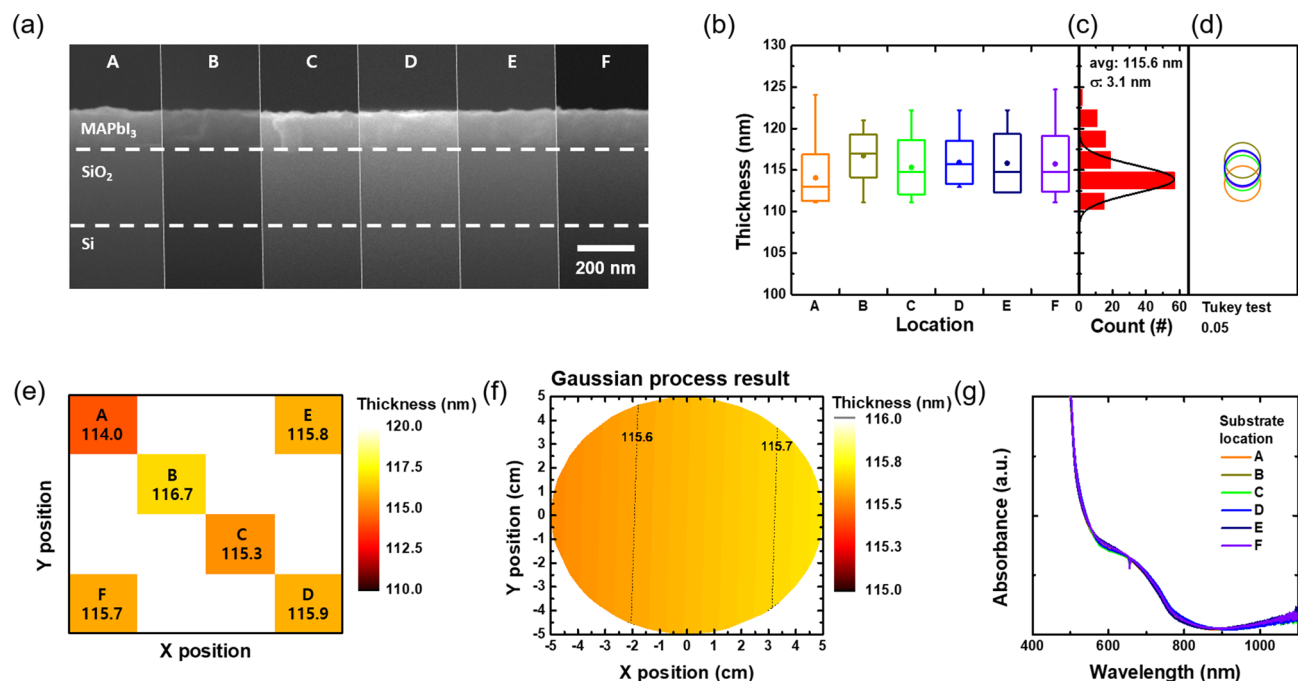 (a)
A B C D E F
MAPbI₃
SiO₂
Si
200 nm
(b)
130
125
120
115
110
105
100
Thickness (nm)
A B C D E F
Location
(c)
avg: 115.6 nm
σ: 3.1 nm
0 20 40 60
Count (#)
(d)
Tukey test
0.05
(e)
A
114.0
E
115.8
B
116.7
C
115.3
F
115.7
D
115.9
Y position
X position
Thickness (nm)
120.0
117.5
115.0
112.5
110.0
(f)
Gaussian process result
5
4
3
2
1
0
-1
-2
-3
-4
-5
Y position (cm)
115.6
115.7
-5 -4 -3 -2 -1 0 1 2 3 4 5
X position (cm)
Thickness (nm)
116.0
115.8
115.7
115.5
115.3
115.2
115.0
(g)
Absorbance (a.u.)
Substrate
location
A
B
C
D
E
F
400 600 800 1000
Wavelength (nm)